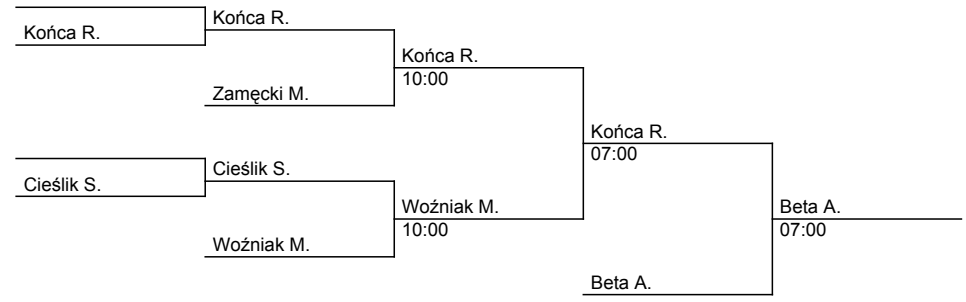 Końca R.
Końca R.
Zamęcki M.
Końca R.
10:00
Cieślik S.
Cieślik S.
Woźniak M.
Woźniak M.
10:00
Końca R.
07:00
Beta A.
Beta A.
07:00